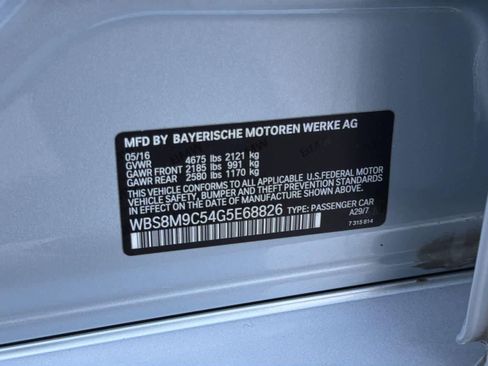 MFD BY BAYERISCHE MOTOREN WERKE AG
05/16
GVWR 4675 lbs 2121 kg
GAWR FRONT 2185 lbs 991 kg
GAWR REAR 2580 lbs 1170 kg
THIS VEHICLE CONFORMS TO ALL APPLICABLE U.S.FEDERAL MOTOR
VEHICLE SAFETY, BUMPER, AND THEFT PREVENTION STANDARDS
IN EFFECT ON THE DATE OF MANUFACTURE SHOWN ABOVE.
WBS8M9C54G5E68826 TYPE: PASSENGER CAR
A29/7
7 315 814